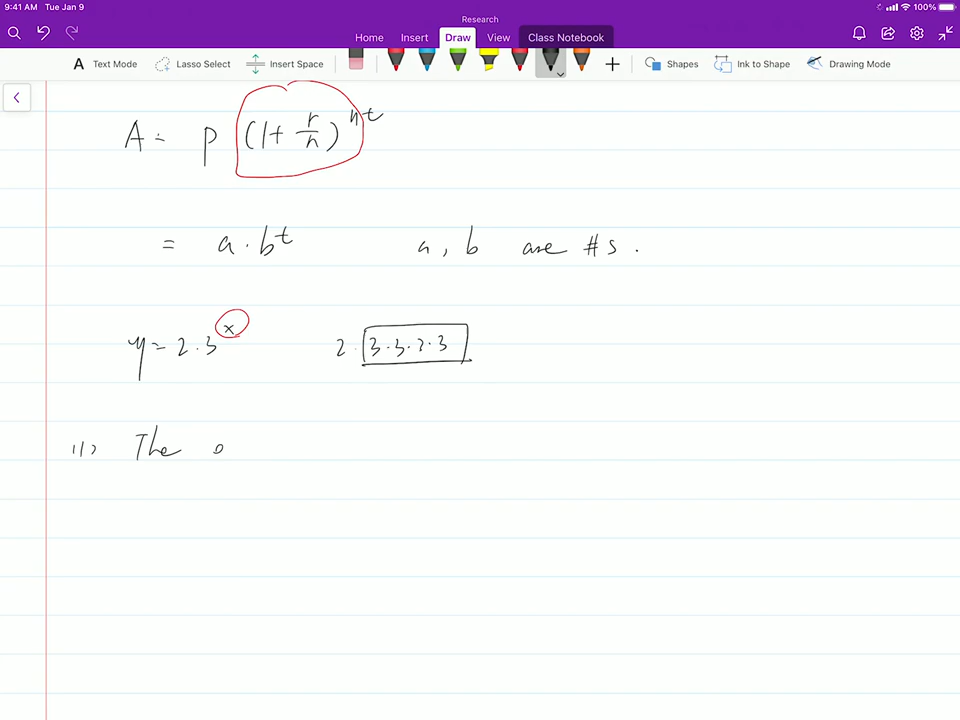 9:41 AM Tue Jan 9
100%
Research
Home Insert Draw View Class Notebook
A Text Mode Lasso Select Insert Space Shapes Ink to Shape Drawing Mode
A = p (1 + r/n)^nt
= a · b^t a, b are #s .
y = 2 · 3^x 2 · 3 · 3 · 3 · 3
(1) The